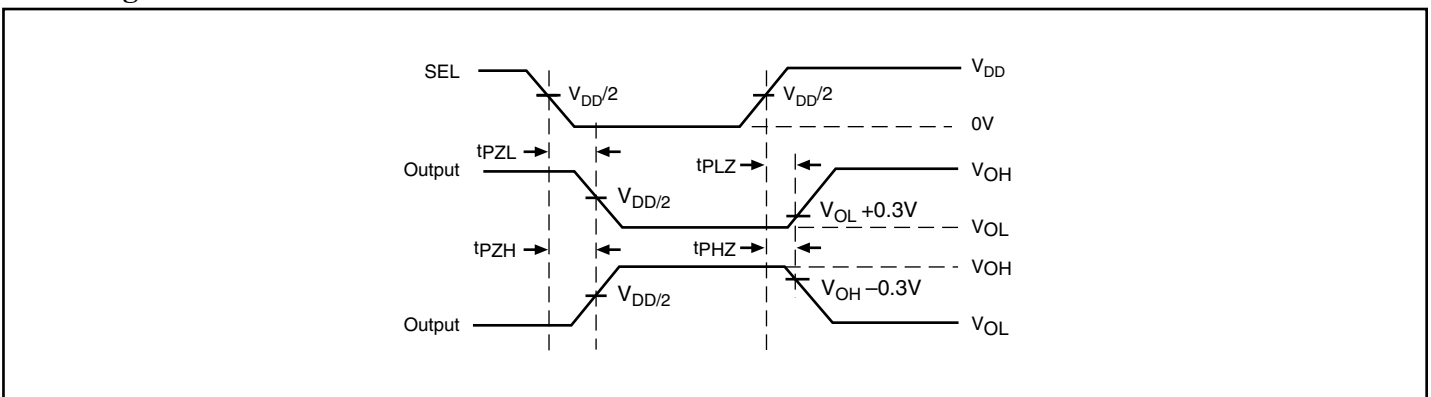 SEL
VDD
VDD/2
VDD/2
0V
tPZL
Output
tPLZ
VOH
VDD/2
VOL +0.3V
VOL
tPZH
tPHZ
VOH
VDD/2
VOH –0.3V
Output
VOL